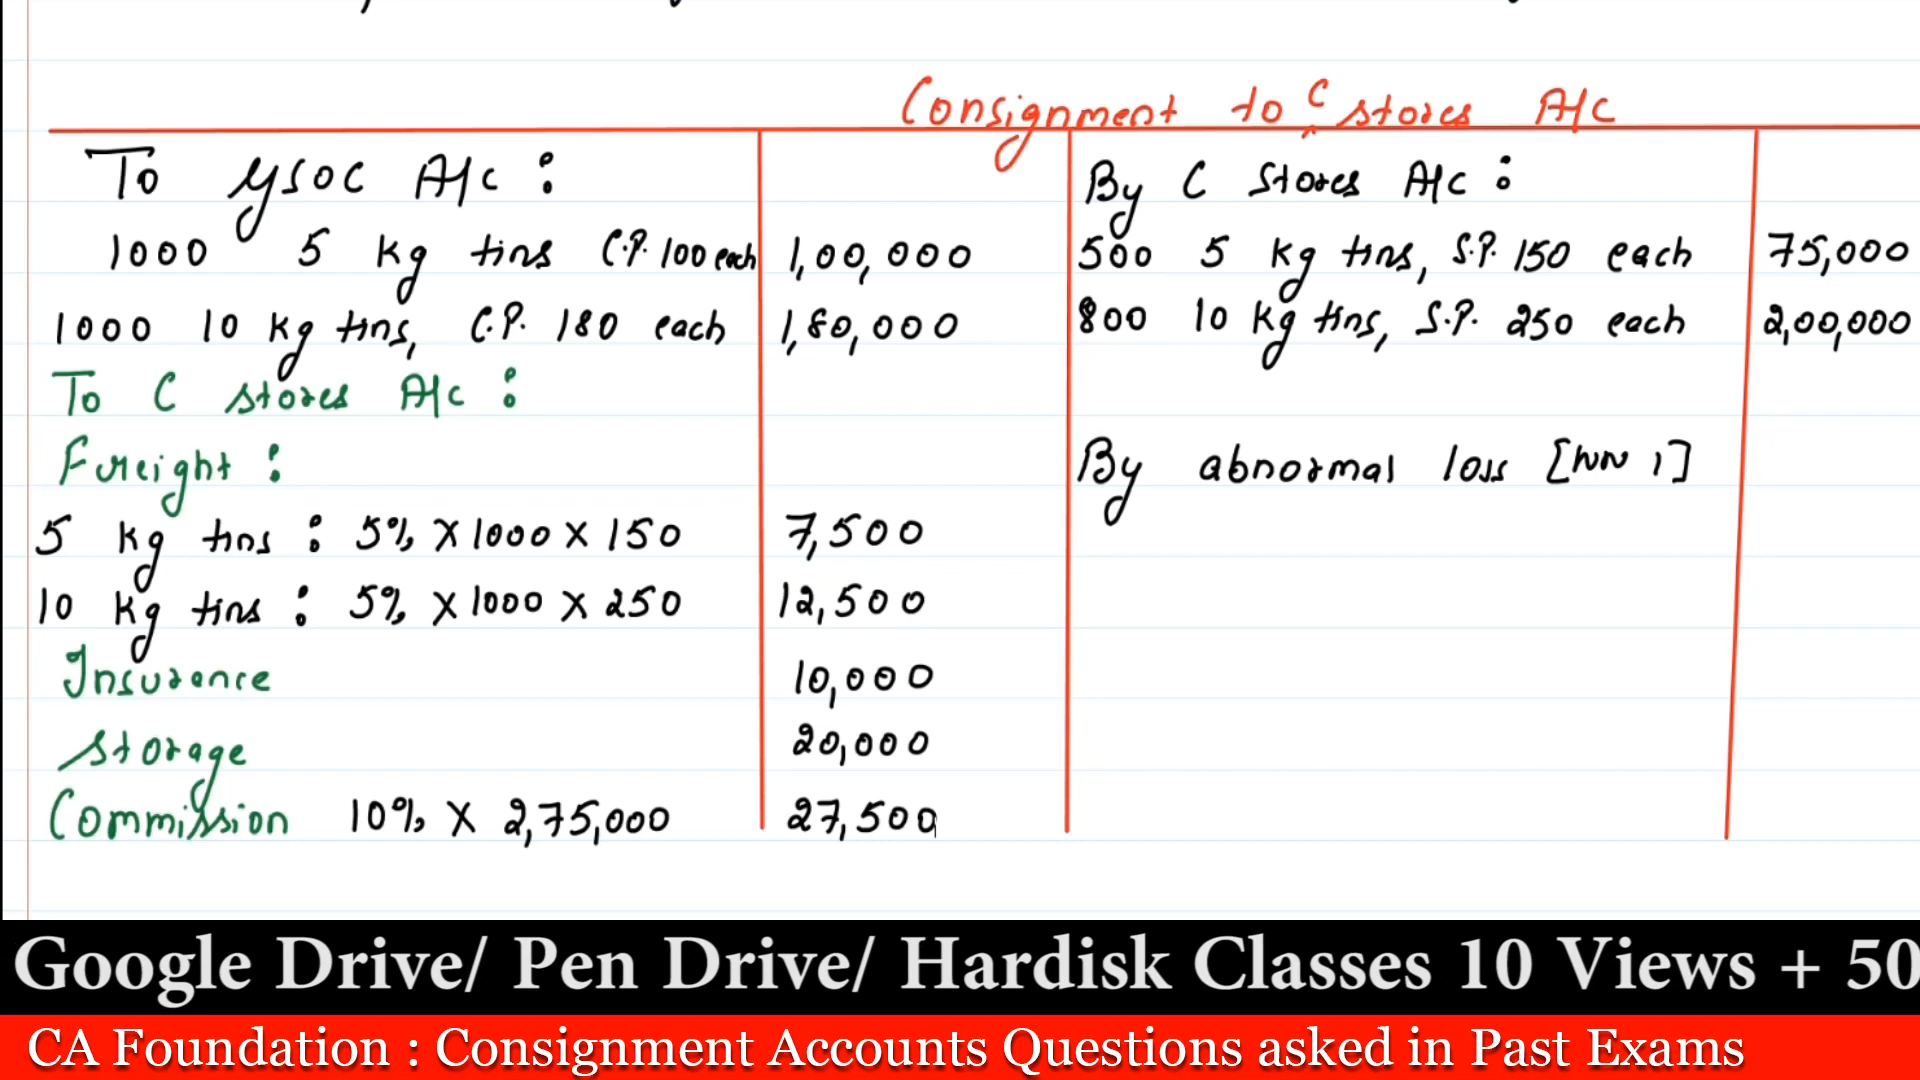 Consignment to C stores A/c
To GSOC A/c :
1000 5 kg tins C.P. 100 each 1,00,000
1000 10 kg tins, C.P. 180 each 1,80,000
To C stores A/c :
Freight :
5 kg tins : 5% X 1000 X 150 7,500
10 kg tins : 5% X 1000 X 250 12,500
Insurance 10,000
Storage 20,000
Commission 10% X 2,75,000 27,500
By C Stores A/c :
500 5 kg tins, S.P. 150 each 75,000
800 10 kg tins, S.P. 250 each 2,00,000
By abnormal loss [WN 1]
Google Drive/ Pen Drive/ Hardisk Classes 10 Views + 50
CA Foundation : Consignment Accounts Questions asked in Past Exams